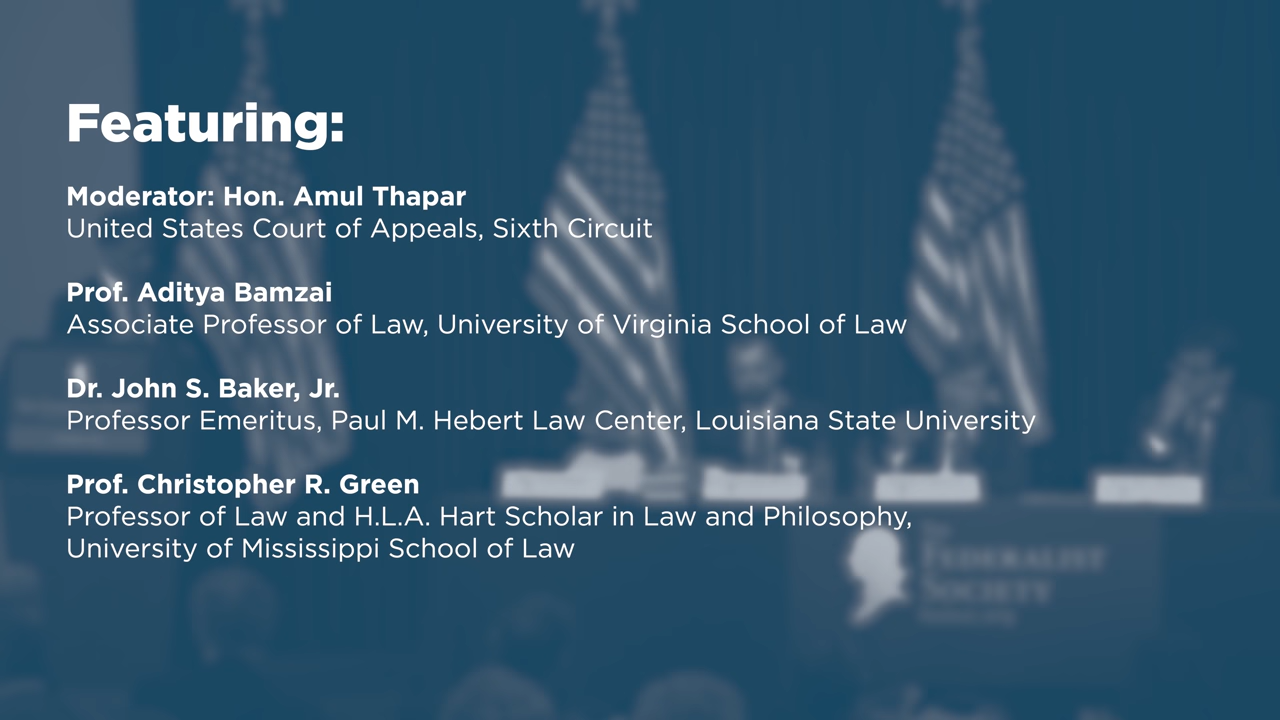 Featuring:
Moderator: Hon. Amul Thapar
United States Court of Appeals, Sixth Circuit
Prof. Aditya Bamzai
Associate Professor of Law, University of Virginia School of Law
Dr. John S. Baker, Jr.
Professor Emeritus, Paul M. Hebert Law Center, Louisiana State University
Prof. Christopher R. Green
Professor of Law and H.L.A. Hart Scholar in Law and Philosophy,
University of Mississippi School of Law
The
FEDERALIST
SOCIETY